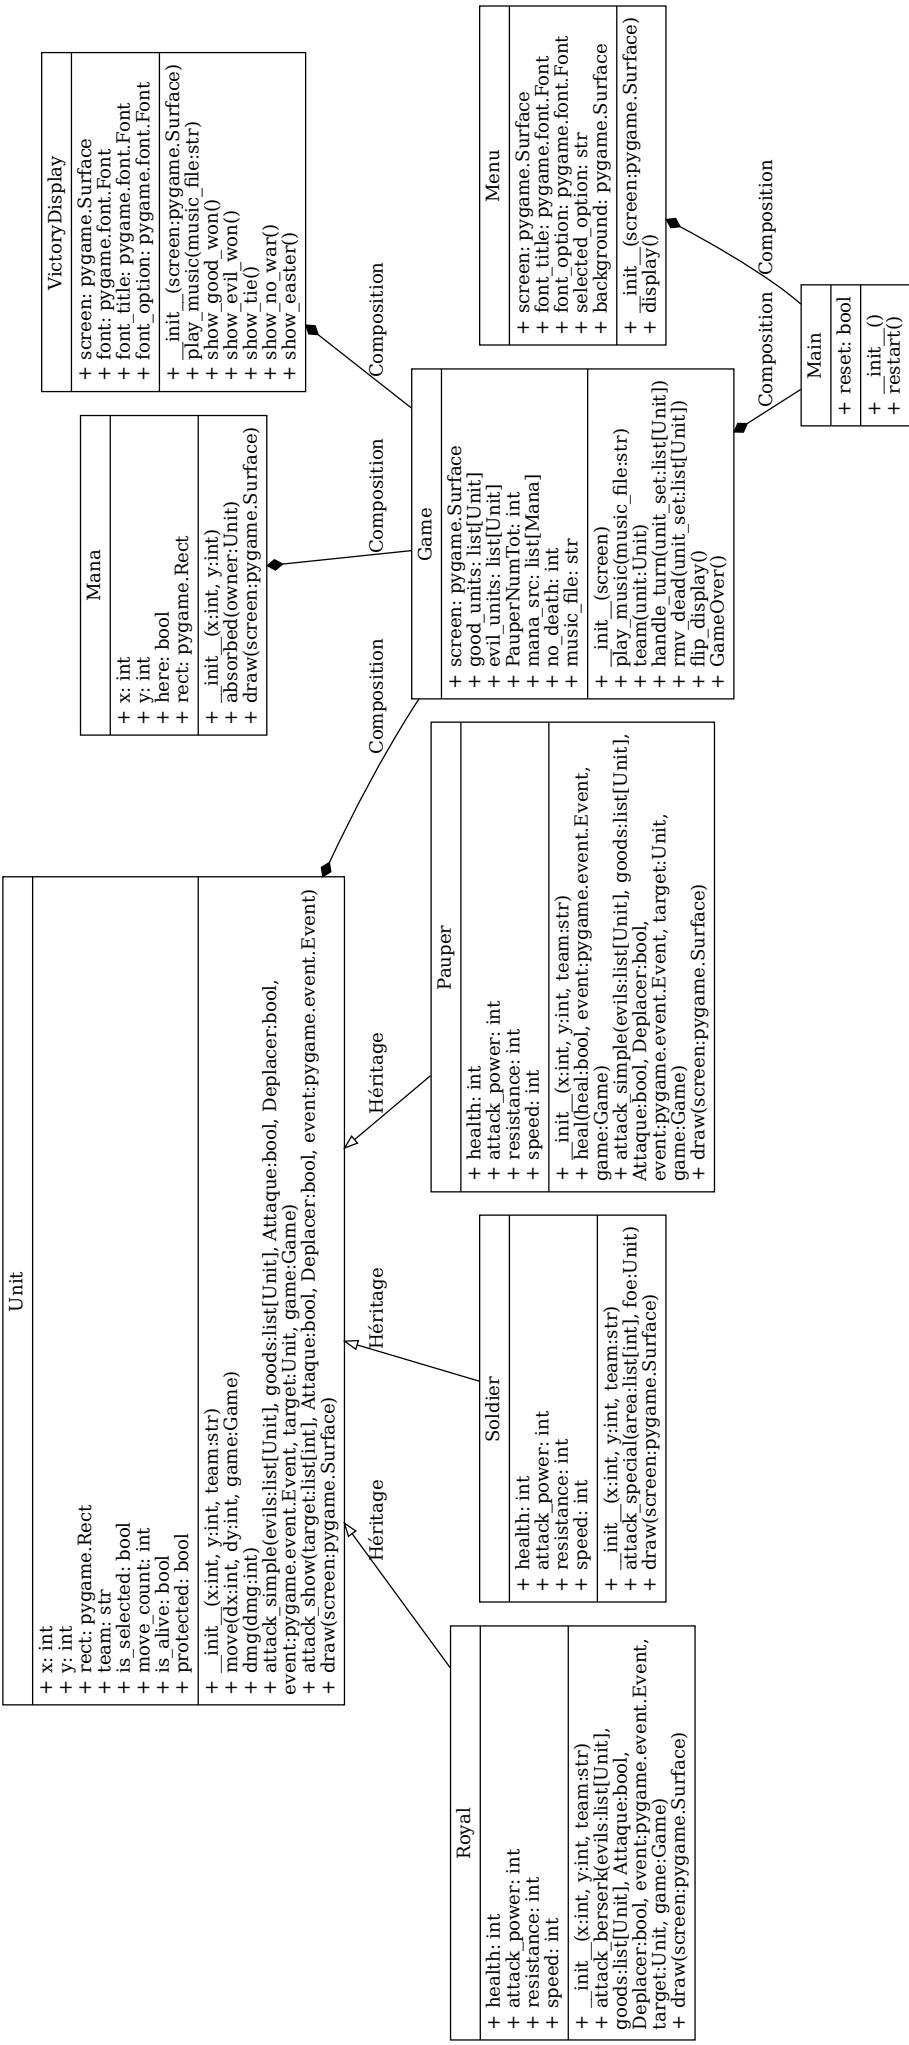 VictoryDisplay
+ screen: pygame.Surface
+ font: pygame.font.Font
+ font_title: pygame.font.Font
+ font_option: pygame.font.Font
+ __init__(screen:pygame.Surface)
+ play_music(music_file:str)
+ show_good_won()
+ show_evil_won()
+ show_tie()
+ show_no_war()
+ show_easter()
Mana
+ x: int
+ y: int
+ here: bool
+ rect: pygame.Rect
+ __init__(x:int, y:int)
+ absorbed(owner:Unit)
+ draw(screen:pygame.Surface)
Unit
+ x: int
+ y: int
+ rect: pygame.Rect
+ team: str
+ is_selected: bool
+ move_count: int
+ is_alive: bool
+ protected: bool
+ __init__(x:int, y:int, team:str)
+ move(dx:int, dy:int, game:Game)
+ dmg(dmg:int)
+ attack_simple(evils:list[Unit], goods:list[Unit], Attaque:bool, Deplacer:bool,
event:pygame.event.Event, target:Unit, game:Game)
+ attack_show(target:list[int], Attaque:bool, Deplacer:bool, event:pygame.event.Event)
+ draw(screen:pygame.Surface)
Composition
Composition
Composition
Héritage
Héritage
Héritage
Menu
+ screen: pygame.Surface
+ font_title: pygame.font.Font
+ font_option: pygame.font.Font
+ selected_option: str
+ background: pygame.Surface
+ __init__(screen:pygame.Surface)
+ display()
Game
+ screen: pygame.Surface
+ good_units: list[Unit]
+ evil_units: list[Unit]
+ PauperNumTot: int
+ mana_src: list[Mana]
+ no_death: int
+ music_file: str
+ __init__(screen)
+ play_music(music_file:str)
+ team(unit:Unit)
+ handle_turn(unit_set:list[Unit])
+ rmv_dead(unit_set:list[Unit])
+ flip_display()
+ GameOver()
Pauper
+ health: int
+ attack_power: int
+ resistance: int
+ speed: int
+ __init__(x:int, y:int, team:str)
+ heal(heal:bool, event:pygame.event.Event,
game:Game)
+ attack_simple(evils:list[Unit], goods:list[Unit],
Attaque:bool, Deplacer:bool,
event:pygame.event.Event, target:Unit,
game:Game)
+ draw(screen:pygame.Surface)
Soldier
+ health: int
+ attack_power: int
+ resistance: int
+ speed: int
+ __init__(x:int, y:int, team:str)
+ attack_special(area:list[int], foe:Unit)
+ draw(screen:pygame.Surface)
Royal
+ health: int
+ attack_power: int
+ resistance: int
+ speed: int
+ __init__(x:int, y:int, team:str)
+ attack_berserk(evils:list[Unit],
goods:list[Unit], Attaque:bool,
Deplacer:bool, event:pygame.event.Event,
target:Unit, game:Game)
+ draw(screen:pygame.Surface)
Composition
Composition
Main
+ reset: bool
+ __init__()
+ restart()